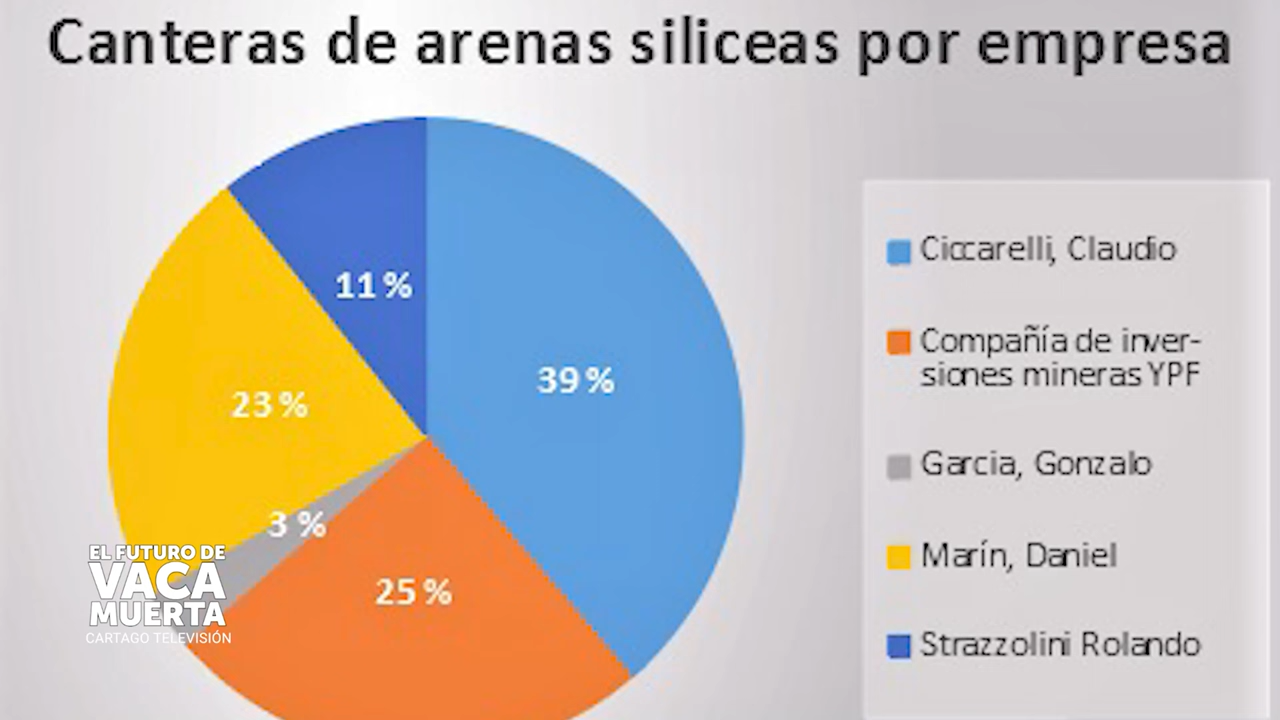 Canteras de arenas siliceas por empresa
11 %
39 %
23 %
3 %
25 %
Ciccarelli, Claudio
Compañía de inver-
siones mineras YPF
Garcia, Gonzalo
Marín, Daniel
Strazzolini Rolando
EL FUTURO DE
VACA
MUERTA
CARTAGO TELEVISIÓN